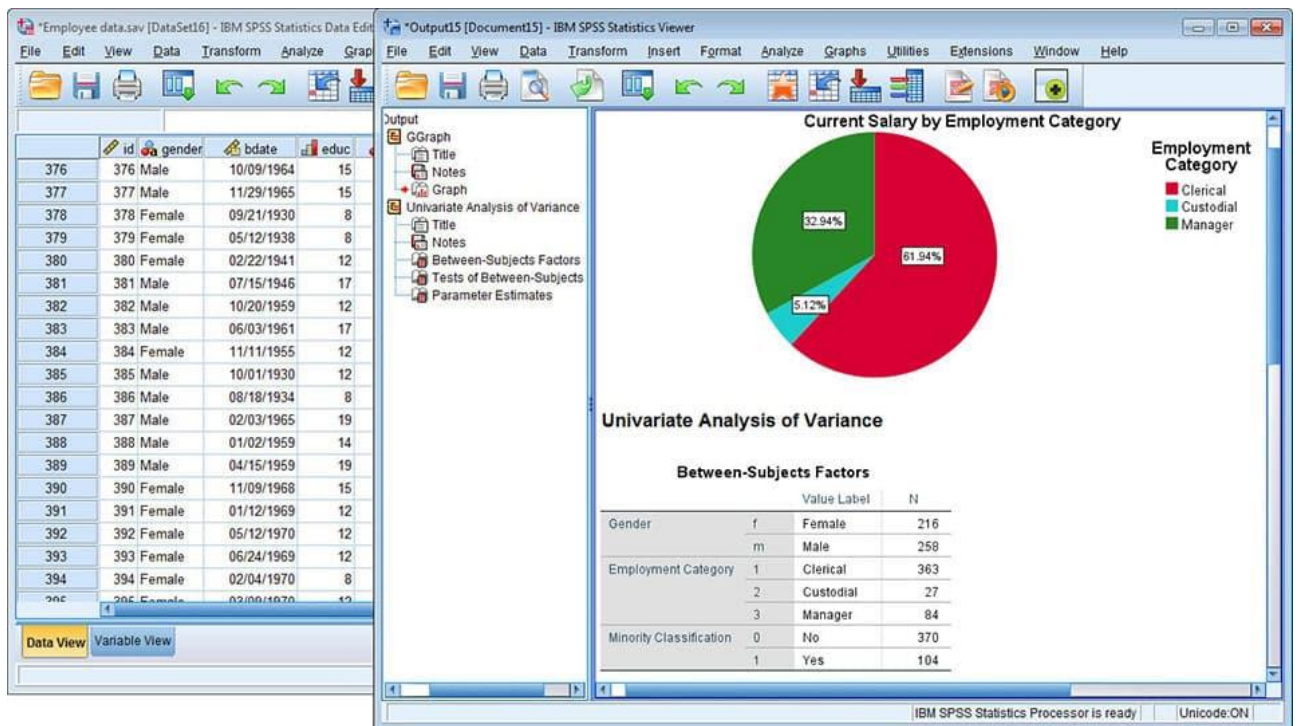 *Employee data.sav [DataSet16] - IBM SPSS Statistics Data Edit
File Edit View Data Transform Analyze Grap
id gender bdate educ
376 376 Male 10/09/1964 15
377 377 Male 11/29/1965 15
378 378 Female 09/21/1930 8
379 379 Female 05/12/1938 8
380 380 Female 02/22/1941 12
381 381 Male 07/15/1946 17
382 382 Male 10/20/1959 12
383 383 Male 06/03/1961 17
384 384 Female 11/11/1955 12
385 385 Male 10/01/1930 12
386 386 Male 08/18/1934 8
387 387 Male 02/03/1965 19
388 388 Male 01/02/1959 14
389 389 Male 04/15/1959 19
390 390 Female 11/09/1968 15
391 391 Female 01/12/1969 12
392 392 Female 05/12/1970 12
393 393 Female 06/24/1969 12
394 394 Female 02/04/1970 8
395 395 Female 03/09/1970 12
Data View Variable View
*Output15 [Document15] - IBM SPSS Statistics Viewer
File Edit View Data Transform Insert Format Analyze Graphs Utilities Extensions Window Help
Output
GGraph
Title
Notes
Graph
Univariate Analysis of Variance
Title
Notes
Between-Subjects Factors
Tests of Between-Subjects
Parameter Estimates
Current Salary by Employment Category
Employment
Category
Clerical
Custodial
Manager
32.94%
61.94%
5.12%
Univariate Analysis of Variance
Between-Subjects Factors
Value Label N
Gender f Female 216
m Male 258
Employment Category 1 Clerical 363
2 Custodial 27
3 Manager 84
Minority Classification 0 No 370
1 Yes 104
IBM SPSS Statistics Processor is ready Unicode:ON